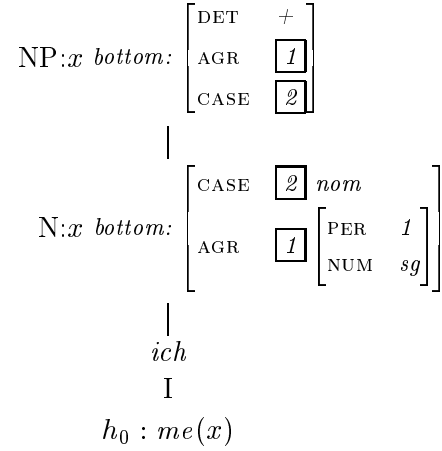 DET +
NP:x bottom: AGR 1
CASE 2
CASE 2 nom
PER 1
N:x bottom: AGR 1
NUM sg
ich
I
h₀ : me(x)